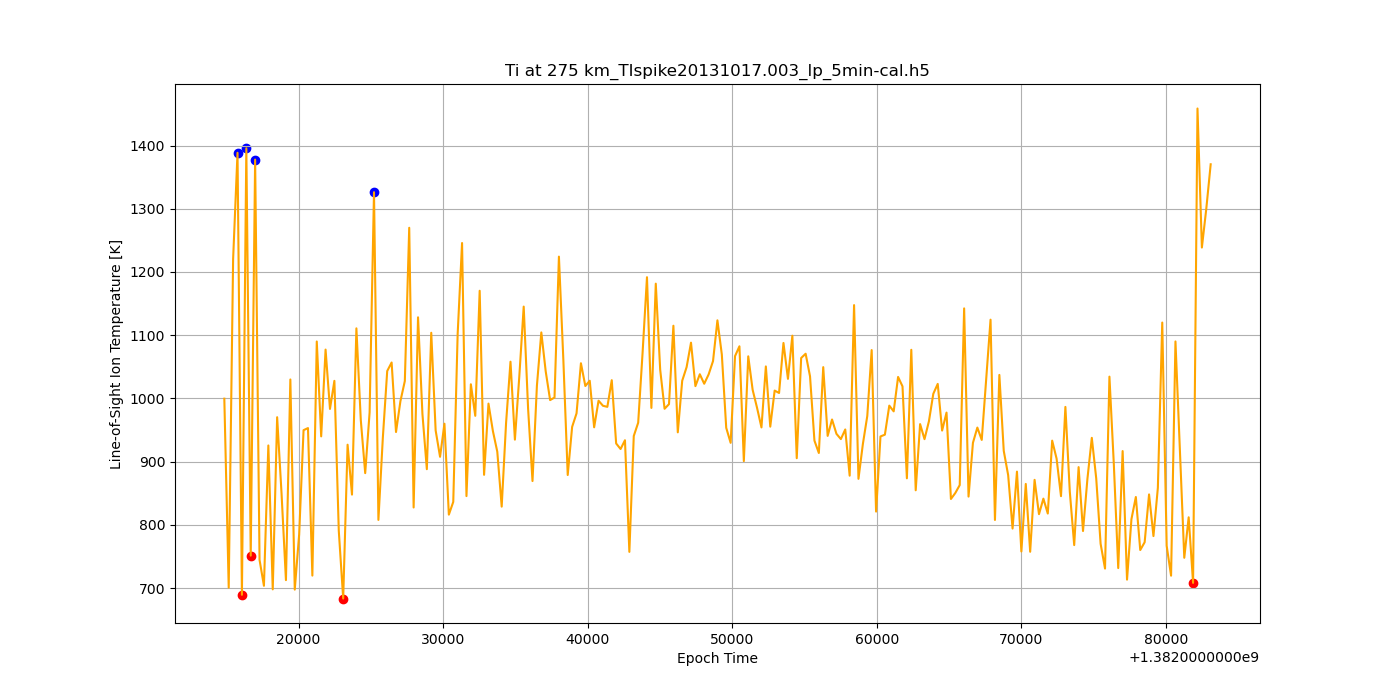 Ti at 275 km_TIspike20131017.003_lp_5min-cal.h5
Line-of-Sight Ion Temperature [K]
1400
1300
1200
1100
1000
900
800
700
20000 30000 40000 50000 60000 70000 80000
Epoch Time
+1.3820000000e9